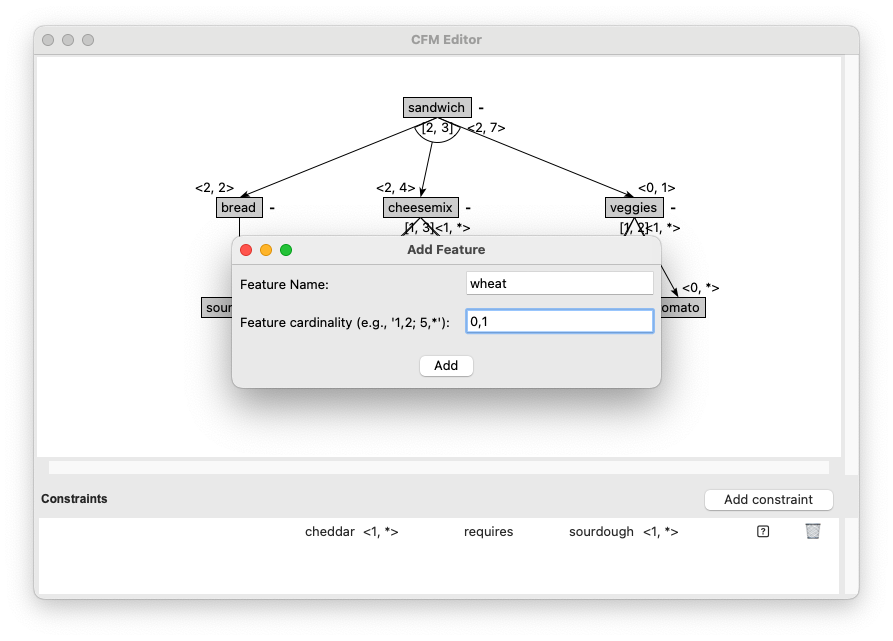 CFM Editor
sandwich -
[2, 3] <2, 7>
<2, 2> <2, 4> <0, 1>
bread - cheesemix - veggies -
[1, 3] <1, *> [1, 2] <1, *>
Add Feature
Feature Name: wheat
<0, *>
sour omato
Feature cardinality (e.g., '1,2; 5,*'): 0,1
Add
Constraints
Add constraint
cheddar <1, *> requires sourdough <1, *> ?